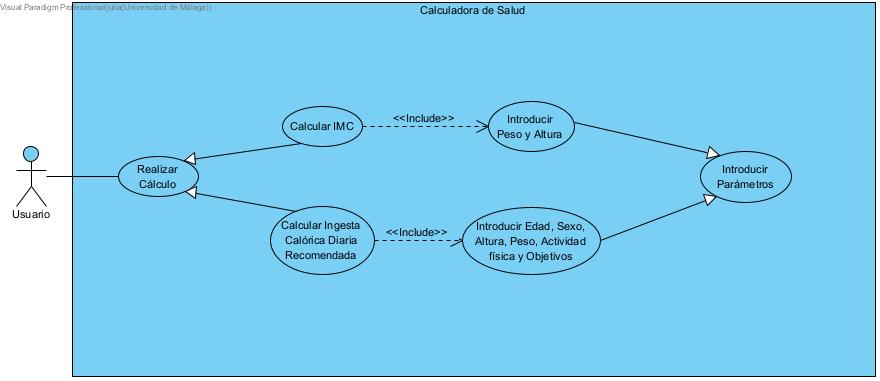 Visual Paradigm Professional(julia(Universidad de Malaga))
Calculadora de Salud
Calcular IMC
<<Include>>
Introducir
Peso y Altura
Realizar
Cálculo
Introducir
Parámetros
Usuario
Calcular Ingesta
Calórica Diaria
Recomendada
<<Include>>
Introducir Edad, Sexo,
Altura, Peso, Actividad
física y Objetivos